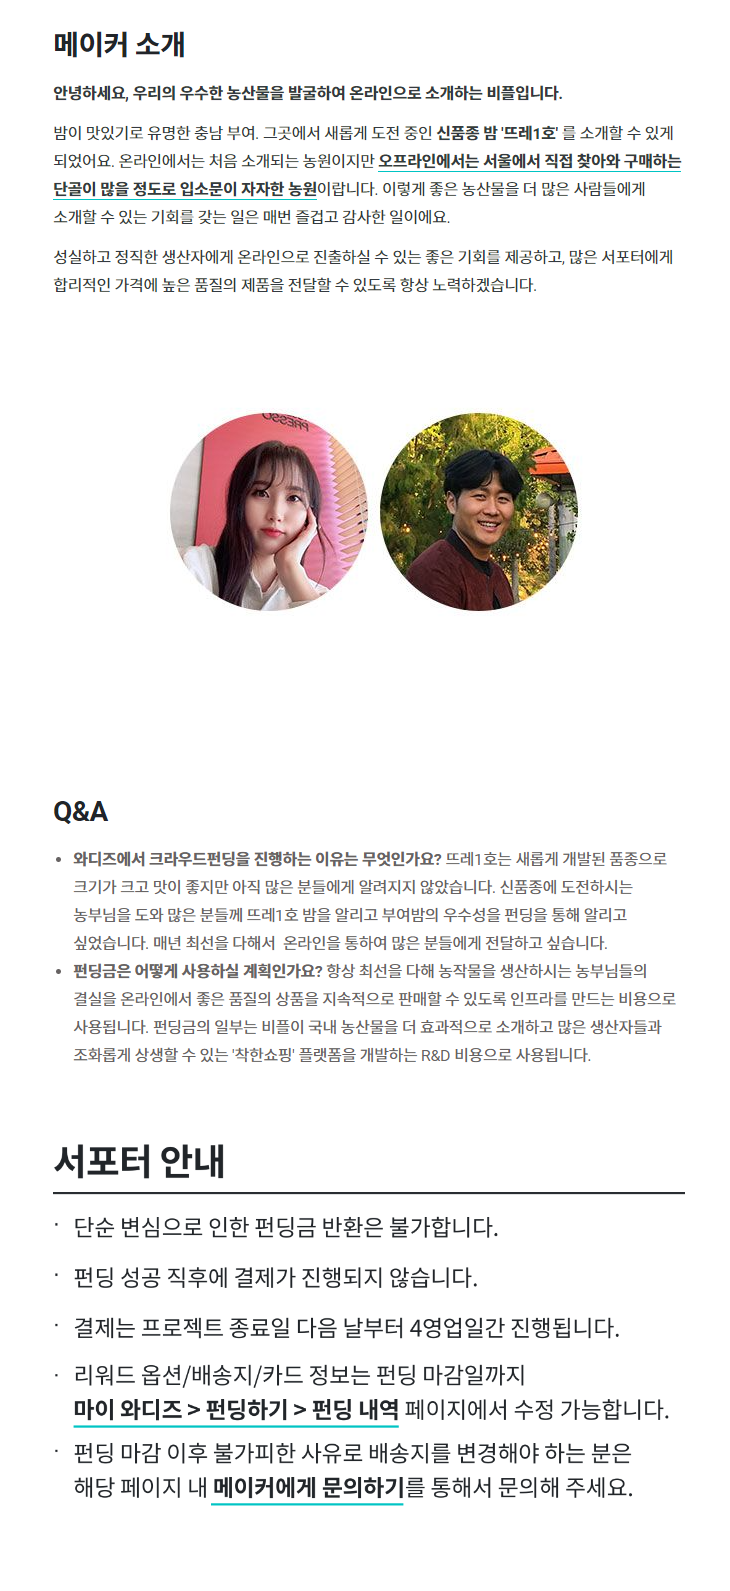 메이커 소개
안녕하세요, 우리의 우수한 농산물을 발굴하여 온라인으로 소개하는 비플입니다.
밤이 맛있기로 유명한 충남 부여. 그곳에서 새롭게 도전 중인 신품종 밤 '뜨레1호' 를 소개할 수 있게
되었어요. 온라인에서는 처음 소개되는 농원이지만 오프라인에서는 서울에서 직접 찾아와 구매하는
단골이 많을 정도로 입소문이 자자한 농원이랍니다. 이렇게 좋은 농산물을 더 많은 사람들에게
소개할 수 있는 기회를 갖는 일은 매번 즐겁고 감사한 일이에요.
성실하고 정직한 생산자에게 온라인으로 진출하실 수 있는 좋은 기회를 제공하고, 많은 서포터에게
합리적인 가격에 높은 품질의 제품을 전달할 수 있도록 항상 노력하겠습니다.
PRESSO
Q&A
• 와디즈에서 크라우드펀딩을 진행하는 이유는 무엇인가요? 뜨레1호는 새롭게 개발된 품종으로
크기가 크고 맛이 좋지만 아직 많은 분들에게 알려지지 않았습니다. 신품종에 도전하시는
농부님을 도와 많은 분들께 뜨레1호 밤을 알리고 부여밤의 우수성을 펀딩을 통해 알리고
싶었습니다. 매년 최선을 다해서 온라인을 통하여 많은 분들에게 전달하고 싶습니다.
• 펀딩금은 어떻게 사용하실 계획인가요? 항상 최선을 다해 농작물을 생산하시는 농부님들의
결실을 온라인에서 좋은 품질의 상품을 지속적으로 판매할 수 있도록 인프라를 만드는 비용으로
사용됩니다. 펀딩금의 일부는 비플이 국내 농산물을 더 효과적으로 소개하고 많은 생산자들과
조화롭게 상생할 수 있는 '착한쇼핑' 플랫폼을 개발하는 R&D 비용으로 사용됩니다.
서포터 안내
· 단순 변심으로 인한 펀딩금 반환은 불가합니다.
· 펀딩 성공 직후에 결제가 진행되지 않습니다.
· 결제는 프로젝트 종료일 다음 날부터 4영업일간 진행됩니다.
· 리워드 옵션/배송지/카드 정보는 펀딩 마감일까지
마이 와디즈 > 펀딩하기 > 펀딩 내역 페이지에서 수정 가능합니다.
· 펀딩 마감 이후 불가피한 사유로 배송지를 변경해야 하는 분은
해당 페이지 내 메이커에게 문의하기를 통해서 문의해 주세요.